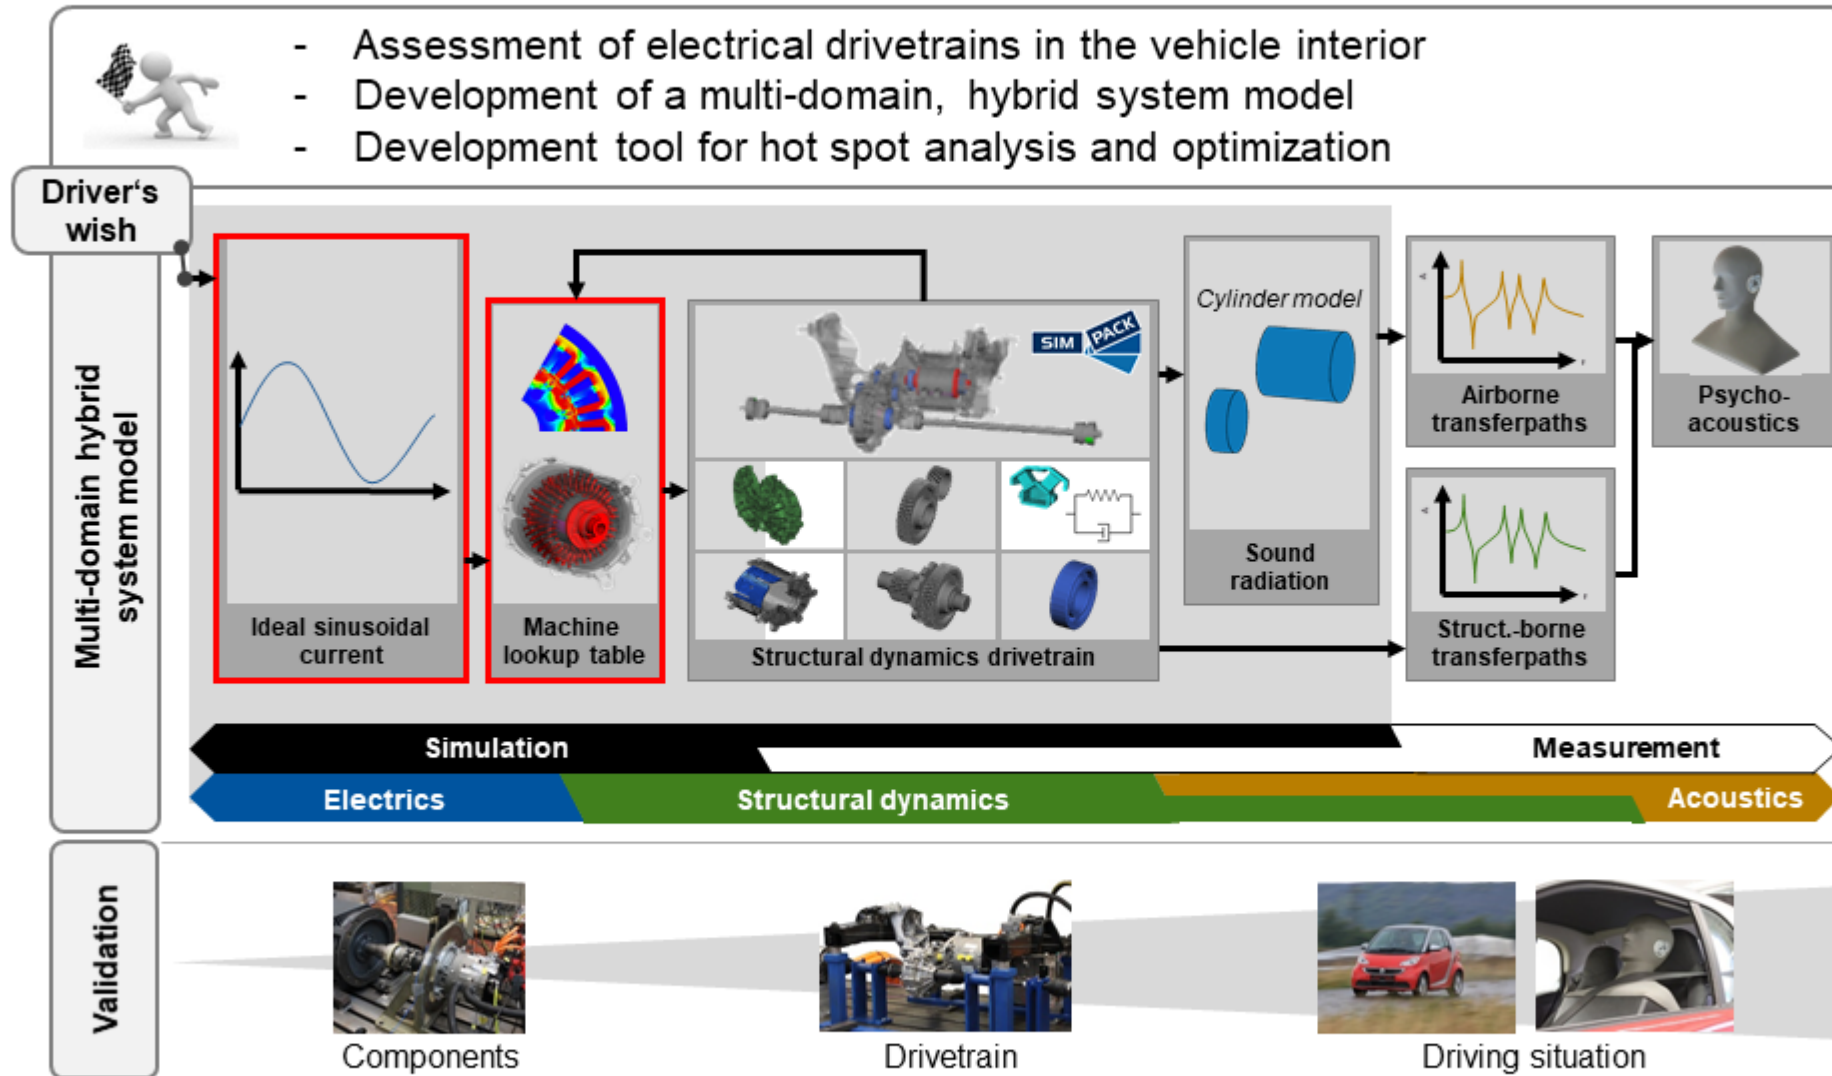 - Assessment of electrical drivetrains in the vehicle interior
- Development of a multi-domain, hybrid system model
- Development tool for hot spot analysis and optimization
Driver‘s
wish
Multi-domain hybrid
system model
Ideal sinusoidal
current
Machine
lookup table
SIM
PACK
Structural dynamics drivetrain
Cylinder model
Sound
radiation
Airborne
transferpaths
Struct.-borne
transferpaths
Psycho-
acoustics
Simulation
Measurement
Electrics
Structural dynamics
Acoustics
Validation
Components
Drivetrain
Driving situation